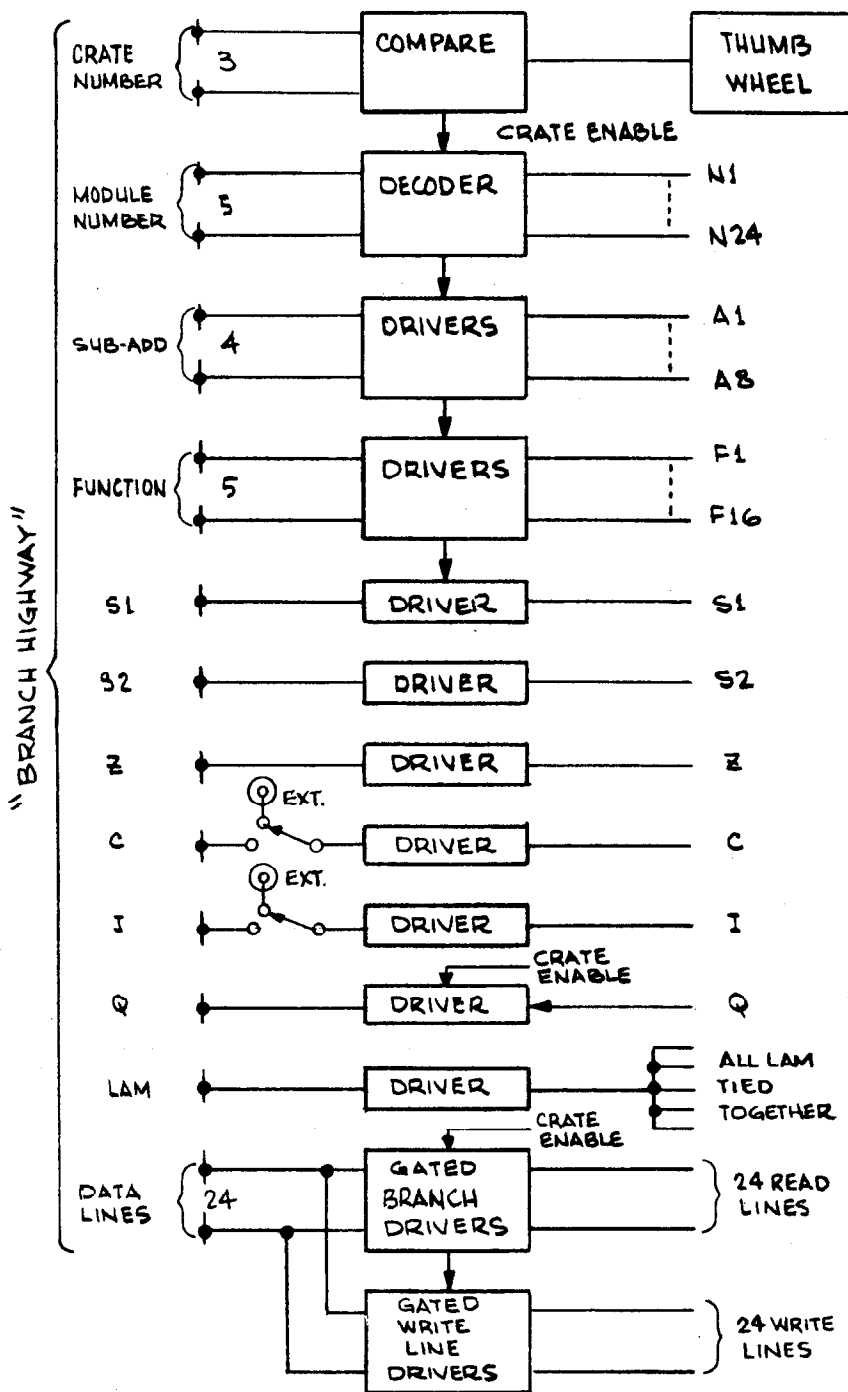 "BRANCH HIGHWAY"
CRATE
NUMBER
3
COMPARE
THUMB
WHEEL
CRATE ENABLE
MODULE
NUMBER
5
DECODER
N1
N24
SUB-ADD
4
DRIVERS
A1
A8
FUNCTION
5
DRIVERS
F1
F16
S1
DRIVER
S1
S2
DRIVER
S2
Z
DRIVER
Z
EXT.
C
DRIVER
C
EXT.
I
DRIVER
I
CRATE
ENABLE
Q
DRIVER
Q
LAM
DRIVER
ALL LAM
TIED
TOGETHER
CRATE
ENABLE
DATA
LINES
24
GATED
BRANCH
DRIVERS
24 READ
LINES
GATED
WRITE
LINE
DRIVERS
24 WRITE
LINES